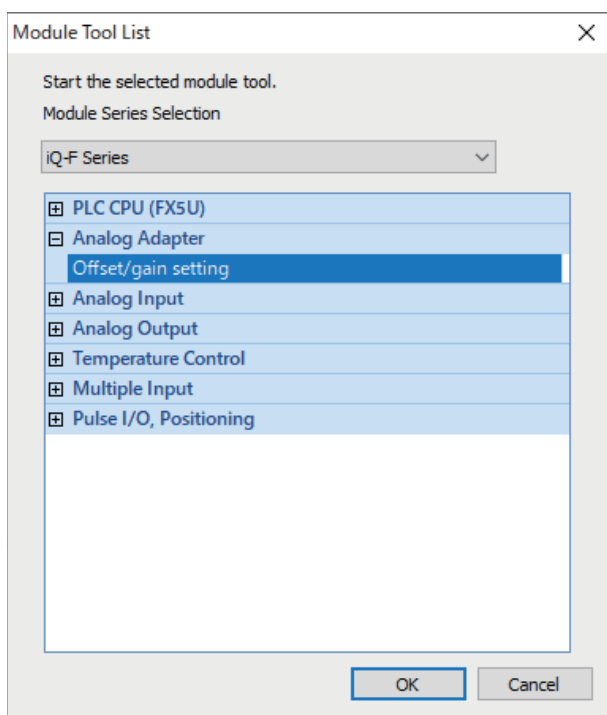 Module Tool List
Start the selected module tool.
Module Series Selection
iQ-F Series
PLC CPU (FX5U)
Analog Adapter
Offset/gain setting
Analog Input
Analog Output
Temperature Control
Multiple Input
Pulse I/O, Positioning
OK Cancel